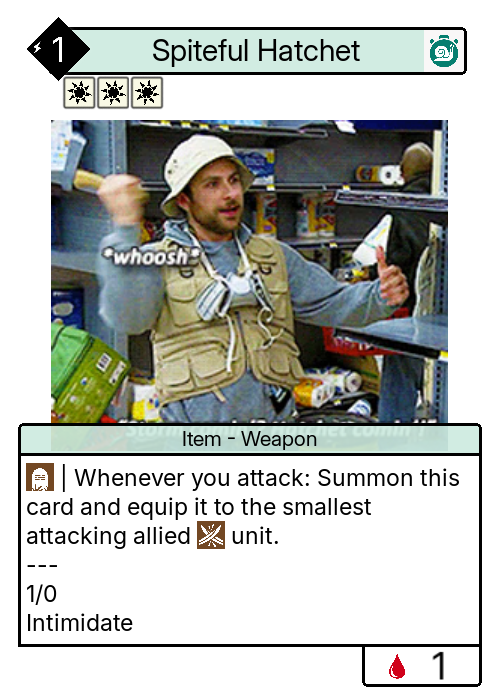 1
Spiteful Hatchet
*whoosh*
Item - Weapon
| Whenever you attack: Summon this
card and equip it to the smallest
attacking allied unit.
---
1/0
Intimidate
1